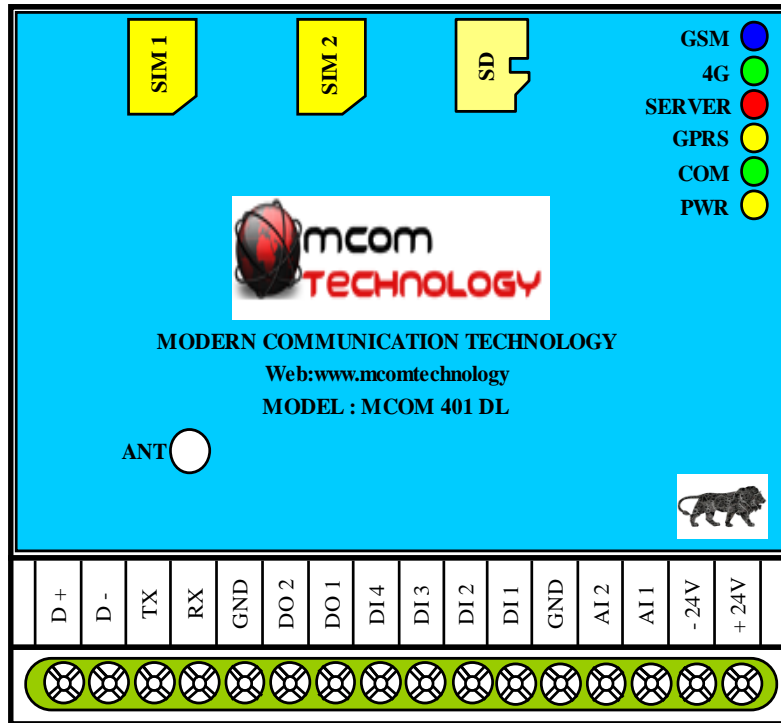 SIM 1
SIM 2
SD
GSM
4G
SERVER
GPRS
COM
PWR
mcom
TECHNOLOGY
MODERN COMMUNICATION TECHNOLOGY
Web:www.mcomtechnology
MODEL : MCOM 401 DL
ANT
D +
D -
TX
RX
GND
DO 2
DO 1
DI 4
DI 3
DI 2
DI 1
GND
AI 2
AI 1
- 24V
+ 24V